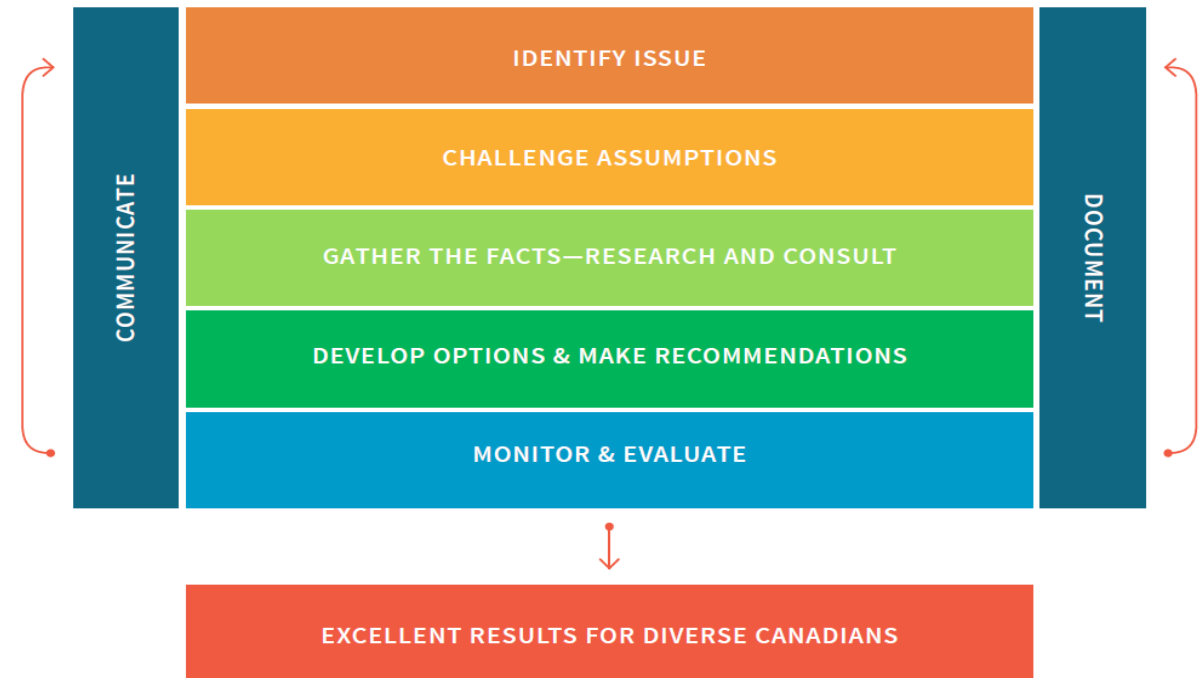 IDENTIFY ISSUE
CHALLENGE ASSUMPTIONS
GATHER THE FACTS—RESEARCH AND CONSULT
DEVELOP OPTIONS & MAKE RECOMMENDATIONS
MONITOR & EVALUATE
COMMUNICATE
DOCUMENT
EXCELLENT RESULTS FOR DIVERSE CANADIANS